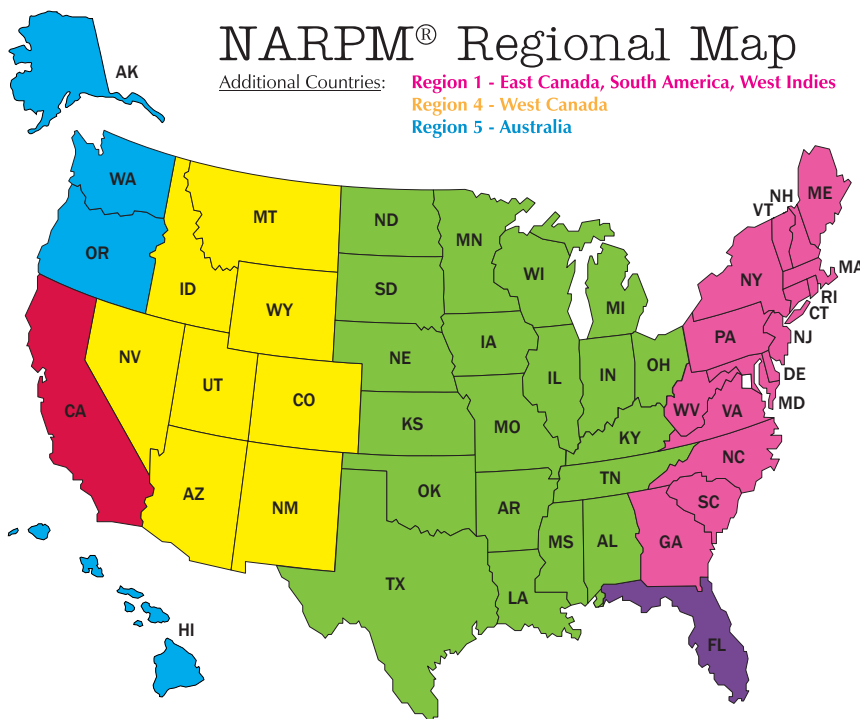 NARPM® Regional Map
Additional Countries: Region 1 - East Canada, South America, West Indies
Region 4 - West Canada
Region 5 - Australia
AK
WA
OR
CA
HI
MT
ID
WY
NV
UT
CO
AZ
NM
ND
SD
NE
KS
OK
TX
MN
IA
MO
AR
LA
WI
IL
IN
MI
OH
KY
TN
MS
AL
ME
NH
VT
MA
NY
RI
CT
PA
NJ
DE
MD
WV
VA
NC
SC
GA
FL